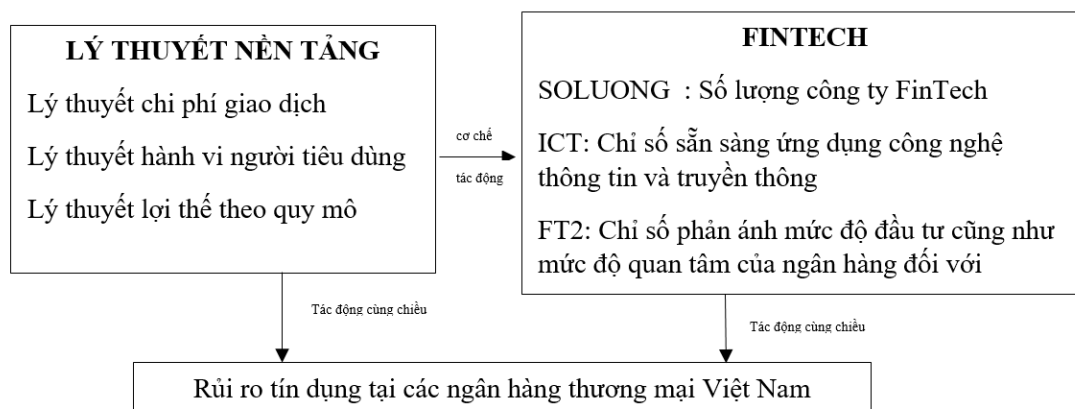 LÝ THUYẾT NỀN TẢNG
Lý thuyết chi phí giao dịch
Lý thuyết hành vi người tiêu dùng
Lý thuyết lợi thế theo quy mô
cơ chế
tác động
FINTECH
SOLUONG : Số lượng công ty FinTech
ICT: Chỉ số sẵn sàng ứng dụng công nghệ
thông tin và truyền thông
FT2: Chỉ số phản ánh mức độ đầu tư cũng như
mức độ quan tâm của ngân hàng đối với
Tác động cùng chiều
Tác động cùng chiều
Rủi ro tín dụng tại các ngân hàng thương mại Việt Nam